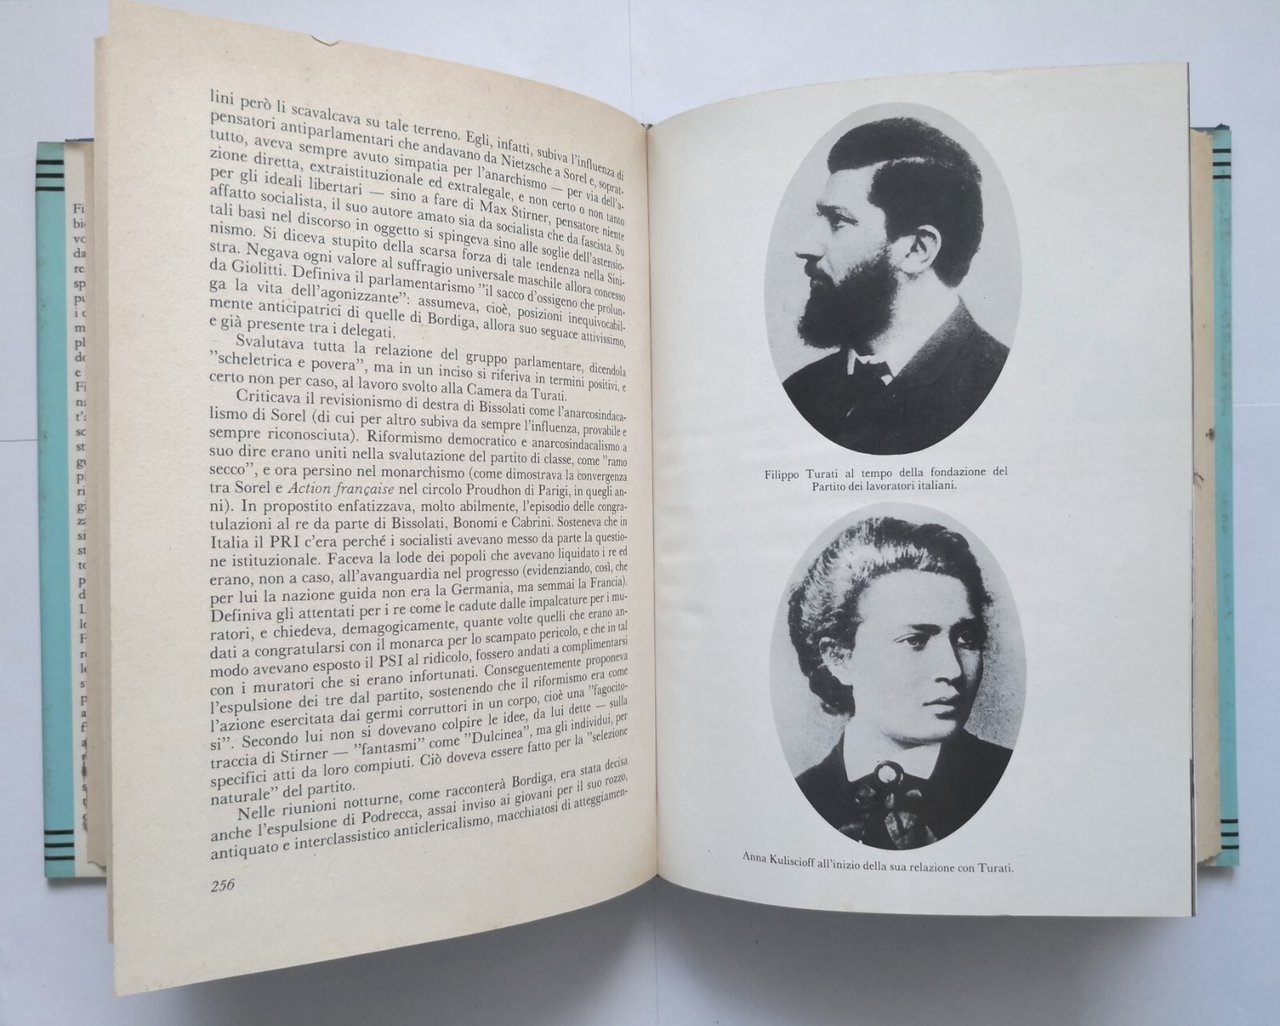 lini però li scavalcava su tale terreno. Egli, infatti, subiva l'influenza di
pensatori antiparlamentari che andavano da Nietzsche a Sorel e, soprat-
tutto, aveva sempre avuto simpatia per l'anarchismo — per via dell'a-
zione diretta, extraistituzionale ed extralegale, e non certo o non tanto
per gli ideali libertari — sino a fare di Max Stirner, pensatore niente
affatto socialista, il suo autore amato sia da socialista che da fascista. Su
tali basi nel discorso in oggetto si spingeva sino alle soglie dell'astensio-
nismo. Si diceva stupito della scarsa forza di tale tendenza nella Sini-
stra. Negava ogni valore al suffragio universale maschile allora concesso
da Giolitti. Definiva il parlamentarismo "il sacco d'ossigeno che prolun-
ga la vita dell'agonizzante": assumeva, cioè, posizioni inequivocabil-
mente anticipatrici di quelle di Bordiga, allora suo seguace attivissimo,
e già presente tra i delegati.
Svalutava tutta la relazione del gruppo parlamentare, dicendola
"scheletrica e povera", ma in un inciso si riferiva in termini positivi, e
certo non per caso, al lavoro svolto alla Camera da Turati.
Criticava il revisionismo di destra di Bissolati come l'anarcosindaca-
lismo di Sorel (di cui per altro subiva da sempre l'influenza, provabile e
sempre riconosciuta). Riformismo democratico e anarcosindacalismo a
suo dire erano uniti nella svalutazione del partito di classe, come "ramo
secco", e ora persino nel monarchismo (come dimostrava la convergenza
tra Sorel e Action française nel circolo Proudhon di Parigi, in quegli an-
ni). In propostito enfatizzava, molto abilmente, l'episodio delle congra-
tulazioni al re da parte di Bissolati, Bonomi e Cabrini. Sosteneva che in
Italia il PRI c'era perché i socialisti avevano messo da parte la questio-
ne istituzionale. Faceva la lode dei popoli che avevano liquidato i re ed
erano, non a caso, all'avanguardia nel progresso (evidenziando, così, che
per lui la nazione guida non era la Germania, ma semmai la Francia).
Definiva gli attentati per i re come le cadute dalle impalcature per i mu-
ratori, e chiedeva, demagogicamente, quante volte quelli che erano an-
dati a congratularsi con il monarca per lo scampato pericolo, e che in tal
modo avevano esposto il PSI al ridicolo, fossero andati a complimentarsi
con i muratori che si erano infortunati. Conseguentemente proponeva
l'espulsione dei tre dal partito, sostenendo che il riformismo era come
l'azione esercitata dai germi corruttori in un corpo, cioè una "fagocito-
si". Secondo lui non si dovevano colpire le idee, da lui dette — sulla
traccia di Stirner — "fantasmi" come "Dulcinea", ma gli individui, per
specifici atti da loro compiuti. Ciò doveva essere fatto per la "selezione
naturale" del partito.
Nelle riunioni notturne, come racconterà Bordiga, era stata decisa
anche l'espulsione di Podrecca, assai inviso ai giovani per il suo rozzo,
antiquato e interclassistico anticlericalismo, macchiatosi di atteggiamen-
256
Filippo Turati al tempo della fondazione del
Partito dei lavoratori italiani.
Anna Kuliscioff all'inizio della sua relazione con Turati.